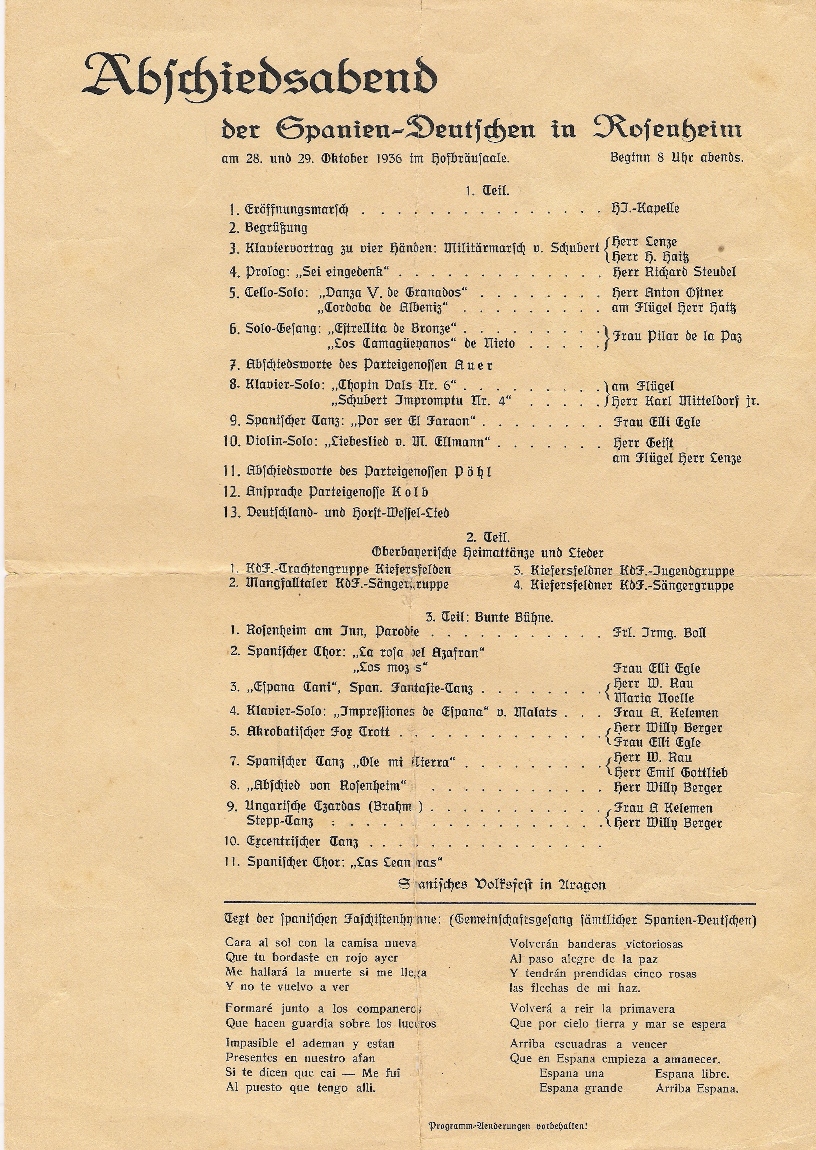 Abschiedsabend
der Spanien-Deutschen in Rosenheim
am 28. und 29. Oktober 1936 im Hofbräusaale. Beginn 8 Uhr abends.
1. Teil.
1. Eröffnungsmarsch . . . . . . . . . . . . . . HJ.-Kapelle
2. Begrüßung
3. Klaviervortrag zu vier Händen: Militärmarsch v. Schubert { Herr Lenze
Herr H. Haitz
4. Prolog: „Sei eingedenk“ . . . . . . . . . . . . Herr Richard Steudel
5. Cello-Solo: „Danza V. de Granados“ . . . . . . . . Herr Anton Ostner
„Cordoba de Albeniz“ . . . . . . . . . am Flügel Herr Haitz
6. Solo-Gesang: „Estrellita de Bronze“ . . . . . . . . . } Frau Pilar de la Paz
„Los Camagüeyanos“ de Nieto . . . . .
7. Abschiedsworte des Parteigenossen Auer
8. Klavier-Solo: „Chopin Vals Nr. 6“ . . . . . . . . . } am Flügel
„Schubert Impromptu Nr. 4“ . . . . . . Herr Karl Mitteldorf jr.
9. Spanischer Tanz: „Por ser El Faraon“ . . . . . . . . Frau Elli Egle
10. Violin-Solo: „Liebeslied v. M. Ellmann“ . . . . . . . Herr Geist
am Flügel Herr Lenze
11. Abschiedsworte des Parteigenossen Pöhl
12. Ansprache Parteigenosse Kolb
13. Deutschland- und Horst-Wessel-Lied
2. Teil.
Oberbayerische Heimattänze und Lieder
1. KdF.-Trachtengruppe Kiefersfelden 3. Kiefersfeldner KdF.-Jugendgruppe
2. Mangfalltaler KdF.-Sängergruppe 4. Kiefersfeldner KdF.-Sängergruppe
3. Teil: Bunte Bühne.
1. Rosenheim am Inn, Parodie . . . . . . . . . . . Frl. Irmg. Boll
2. Spanischer Chor: „La rosa del Azafran“
„Los mozos“ Frau Elli Egle
3. „Espana Cani“, Span. Fantasie-Tanz . . . . . . . . { Herr W. Rau
Maria Noelle
4. Klavier-Solo: „Impressiones de Espana“ v. Malats . . . Frau A. Kelemen
5. Akrobatischer Fox Trott . . . . . . . . . . . . . { Herr Willy Berger
Frau Elli Egle
7. Spanischer Tanz „Ole mi Tierra“ . . . . . . . . . { Herr W. Rau
Herr Emil Gottlieb
8. „Abschied von Rosenheim“ . . . . . . . . . . . . Herr Willy Berger
9. Ungarische Czardas (Brahms) . . . . . . . . . . . { Frau A Kelemen
Stepp-Tanz : . . . . . . . . . . . . . . . Herr Willy Berger
10. Excentrischer Tanz . . . . . . . . . . . . . .
11. Spanischer Chor: „Las Leandras“
Spanisches Volksfest in Aragon
Text der spanischen Faschistenhymne: (Gemeinschaftsgesang sämtlicher Spanien-Deutschen)
Cara al sol con la camisa nueva
Que tu bordaste en rojo ayer
Me hallará la muerte si me llega
Y no te vuelvo a ver
Formaré junto a los companeros
Que hacen guardia sobre los luceros
Impasible el ademan y estan
Presentes en nuestro afan
Si te dicen que cai — Me fui
Al puesto que tengo alli.
Volverán banderas victoriosas
Al paso alegre de la paz
Y tendrán prendidas cinco rosas
las flechas de mi haz.
Volverá a reir la primavera
Que por cielo tierra y mar se espera
Arriba escuadras a vencer
Que en Espana empieza a amanecer.
Espana una Espana libre.
Espana grande Arriba Espana.
Programm-Aenderungen vorbehalten!